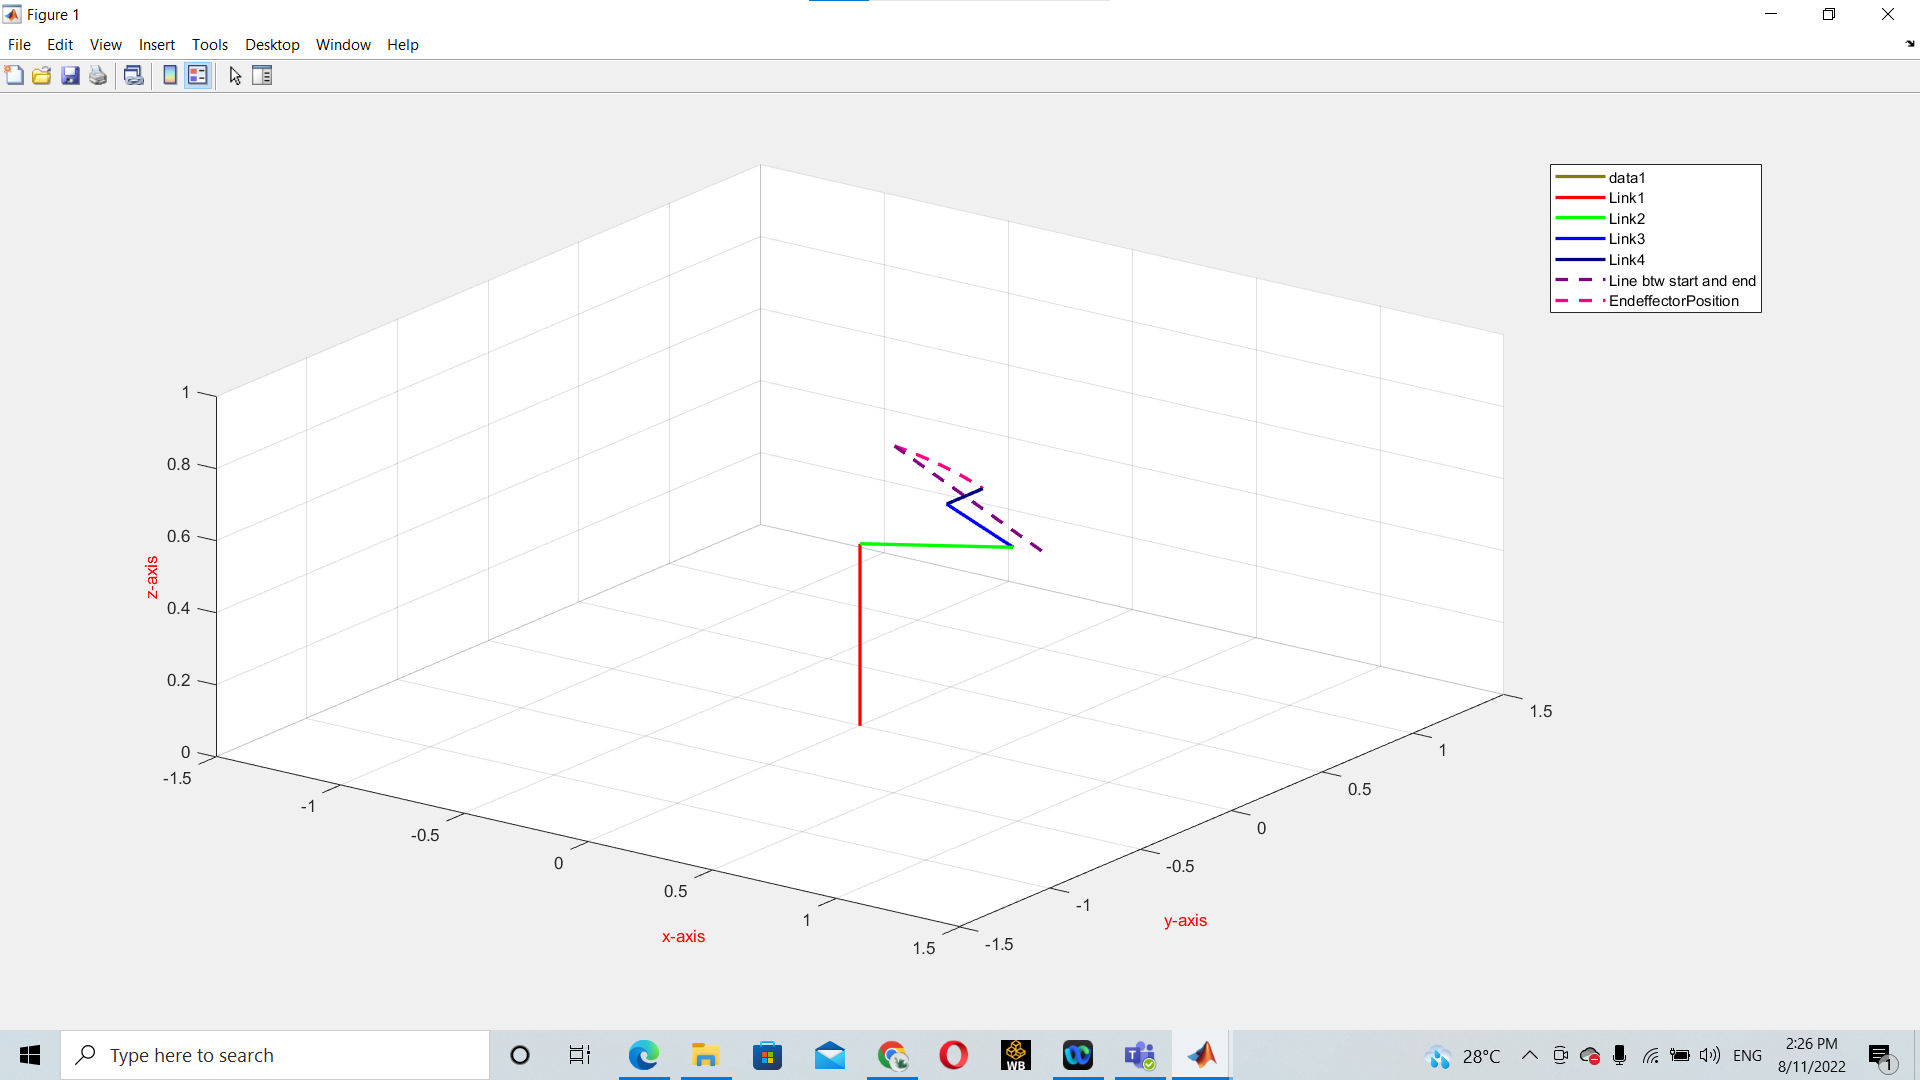 Figure 1
File Edit View Insert Tools Desktop Window Help
data1
Link1
Link2
Link3
Link4
Line btw start and end
EndeffectorPosition
1
0.8
0.6
0.4
0.2
0
z-axis
-1.5
-1
-0.5
0
0.5
1
1.5
x-axis
-1.5
-1
-0.5
0
0.5
1
1.5
y-axis
Type here to search
WB
T
28°C
ENG
2:26 PM
8/11/2022
1